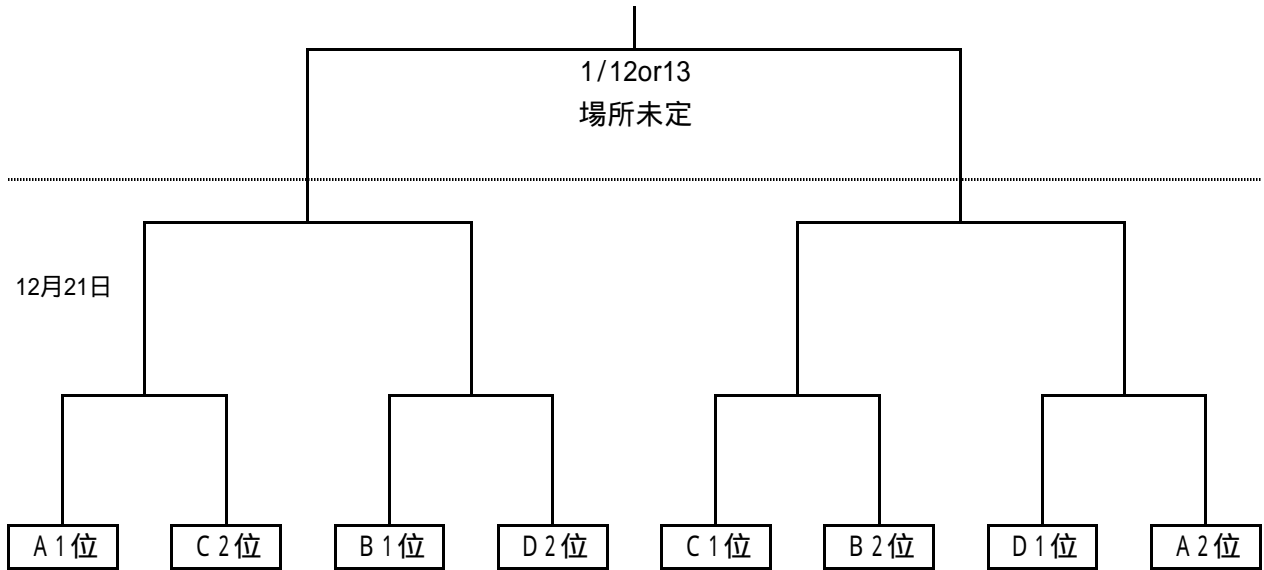 1/12or13
場所未定
12月21日
A1位
C2位
B1位
D2位
C1位
B2位
D1位
A2位